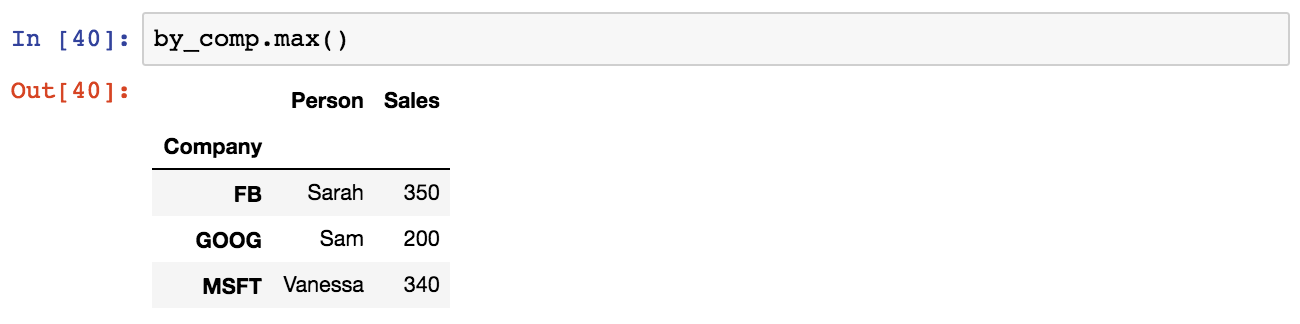 In [40]: by_comp.max()
Out[40]:
Person Sales
Company
FB Sarah 350
GOOG Sam 200
MSFT Vanessa 340